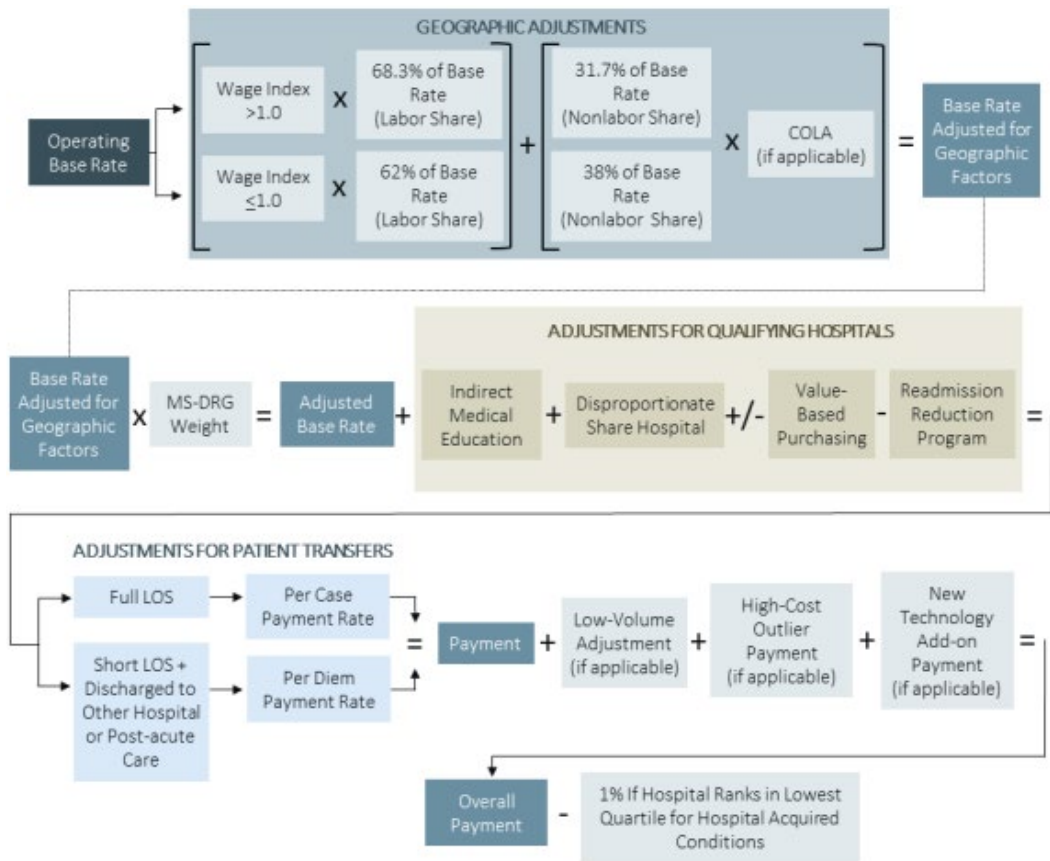 GEOGRAPHIC ADJUSTMENTS
Operating
Base Rate
[
Wage Index
>1.0
X
68.3% of Base
Rate
(Labor Share)
Wage Index
≤1.0
X
62% of Base
Rate
(Labor Share)
]
+
[
31.7% of Base
Rate
(Nonlabor Share)
38% of Base
Rate
(Nonlabor Share)
X
COLA
(if applicable)
]
=
Base Rate
Adjusted for
Geographic
Factors
Base Rate
Adjusted for
Geographic
Factors
X
MS-DRG
Weight
=
Adjusted
Base Rate
+
ADJUSTMENTS FOR QUALIFYING HOSPITALS
Indirect
Medical
Education
+
Disproportionate
Share Hospital
+/-
Value-
Based
Purchasing
-
Readmission
Reduction
Program
=
ADJUSTMENTS FOR PATIENT TRANSFERS
Full LOS
Per Case
Payment Rate
Short LOS +
Discharged to
Other Hospital
or Post-acute
Care
Per Diem
Payment Rate
=
Payment
+
Low-Volume
Adjustment
(if applicable)
+
High-Cost
Outlier
Payment
(if applicable)
+
New
Technology
Add-on
Payment
(if applicable)
=
Overall
Payment
-
1% If Hospital Ranks in Lowest
Quartile for Hospital Acquired
Conditions